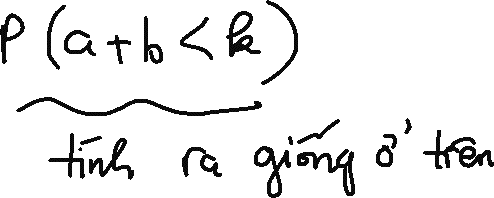 P(a+b<k)
tính ra giống ở trên